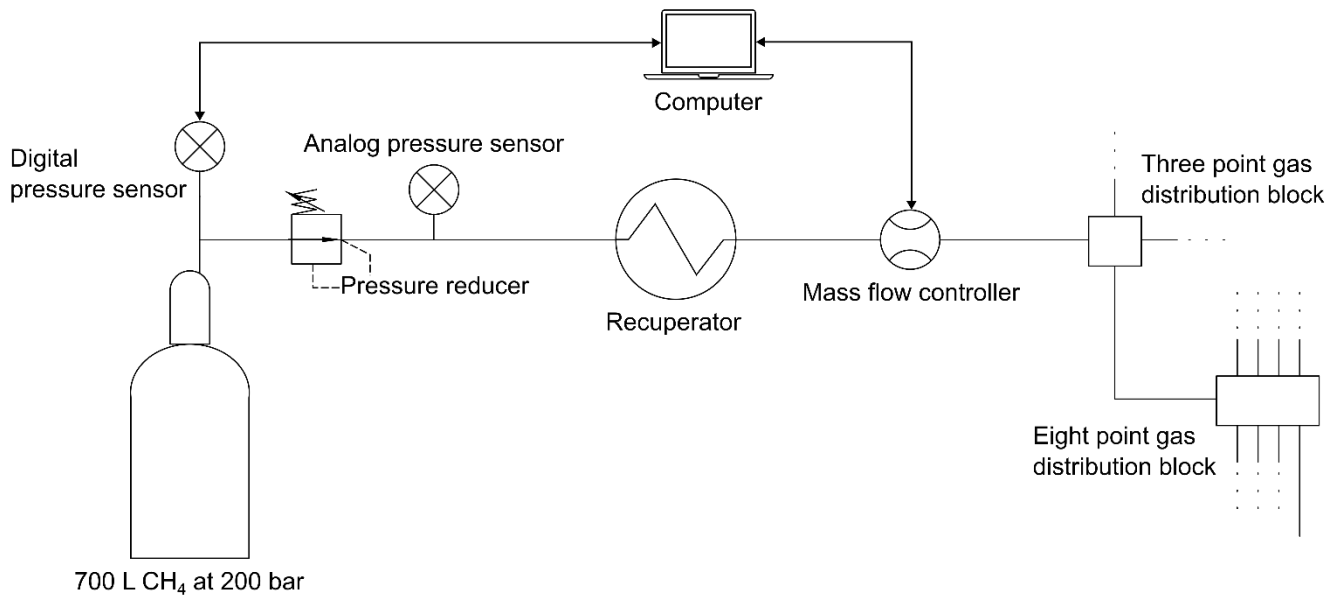 Computer
Analog pressure sensor
Digital
pressure sensor
Three point gas
distribution block
Pressure reducer
Recuperator
Mass flow controller
Eight point gas
distribution block
700 L CH₄ at 200 bar